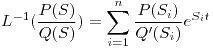 L^{-1}(\frac{P(S)}{Q(S)}) = \sum_{i=1}^{n} \frac{P(S_i)}{Q'(S_i)} e^{S_i t}